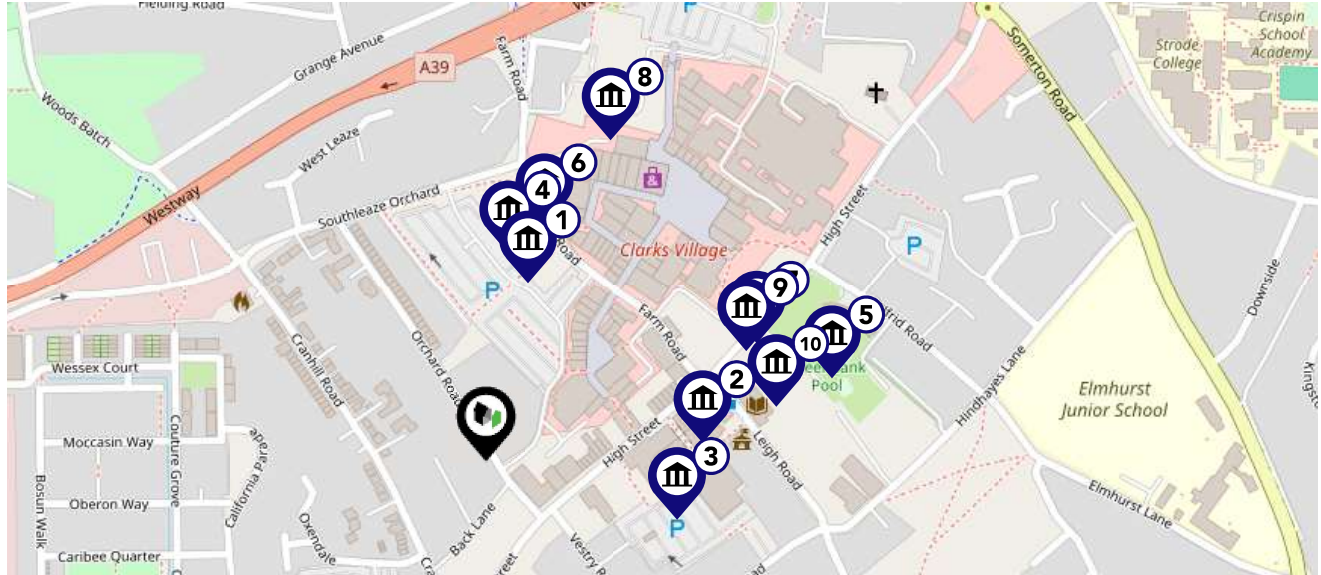 Fielding Road
We
P
Grange Avenue
A39
Farm Road
Somerton Road
Crispin
School
Academy
Strode
College
Woods Batch
West Leaze
8
6
4
1
&
Southleaze Orchard
Westway
High Street
Clarks Village
Road
P
P
Farm Road
9
5
10
2
3
Pool
Hindhayes Lane
Downside
Elmhurst
Junior School
Wessex Court
Cranhill Road
Orchard Road
Couture Grove
Moccasin Way
Oberon Way
Bosun Walk
California Parade
Caribee Quarter
Oxendale
Back Lane
High Street
Leigh Road
Elmhurst Lane
P